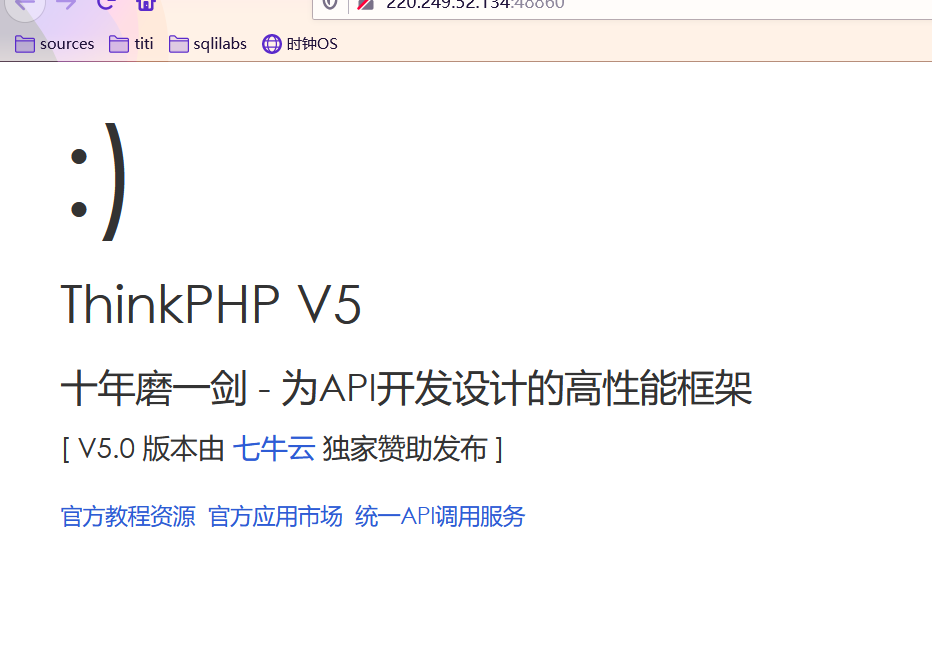 220.249.52.134:48860
sources titi sqlilabs 时钟OS
:)
ThinkPHP V5
十年磨一剑 - 为API开发设计的高性能框架
[ V5.0 版本由 七牛云 独家赞助发布 ]
官方教程资源 官方应用市场 统一API调用服务